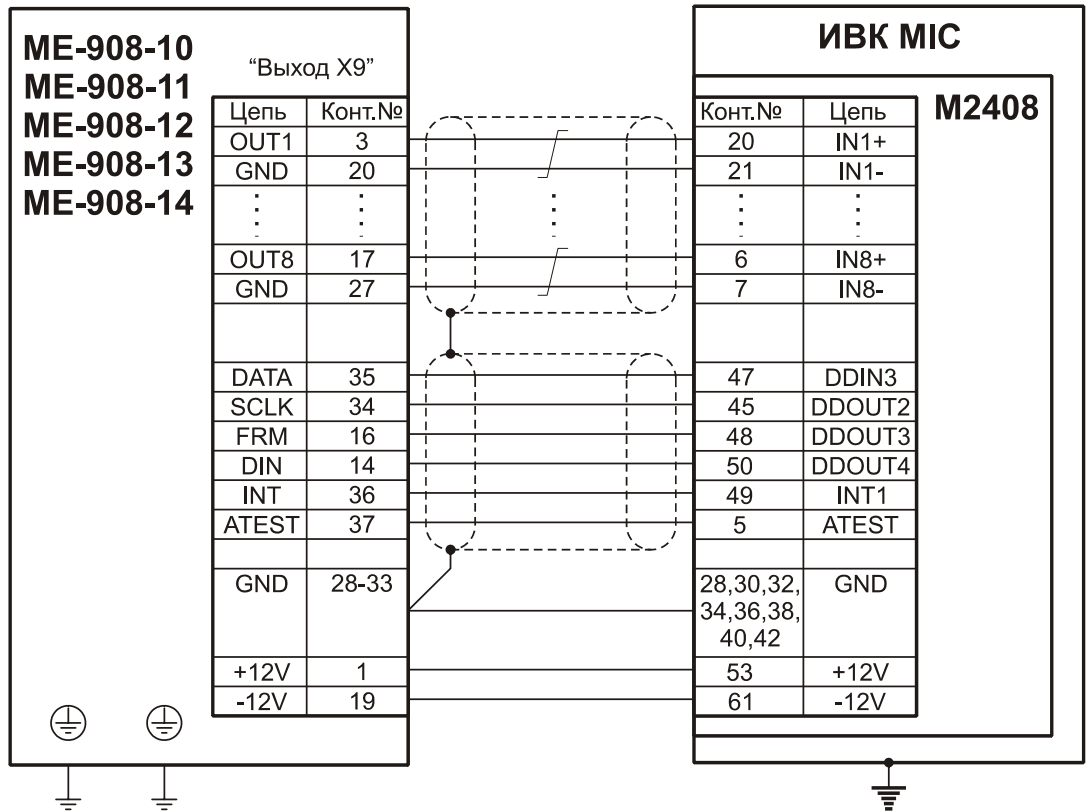 ME-908-10
ME-908-11
ME-908-12
ME-908-13
ME-908-14
“Выход X9”
Цепь Конт.№
OUT1 3
GND 20
OUT8 17
GND 27
DATA 35
SCLK 34
FRM 16
DIN 14
INT 36
ATEST 37
GND 28-33
+12V 1
-12V 19
ИВК MIC
M2408
Конт.№ Цепь
20 IN1+
21 IN1-
6 IN8+
7 IN8-
47 DDIN3
45 DDOUT2
48 DDOUT3
50 DDOUT4
49 INT1
5 ATEST
28,30,32, GND
34,36,38,
40,42
53 +12V
61 -12V